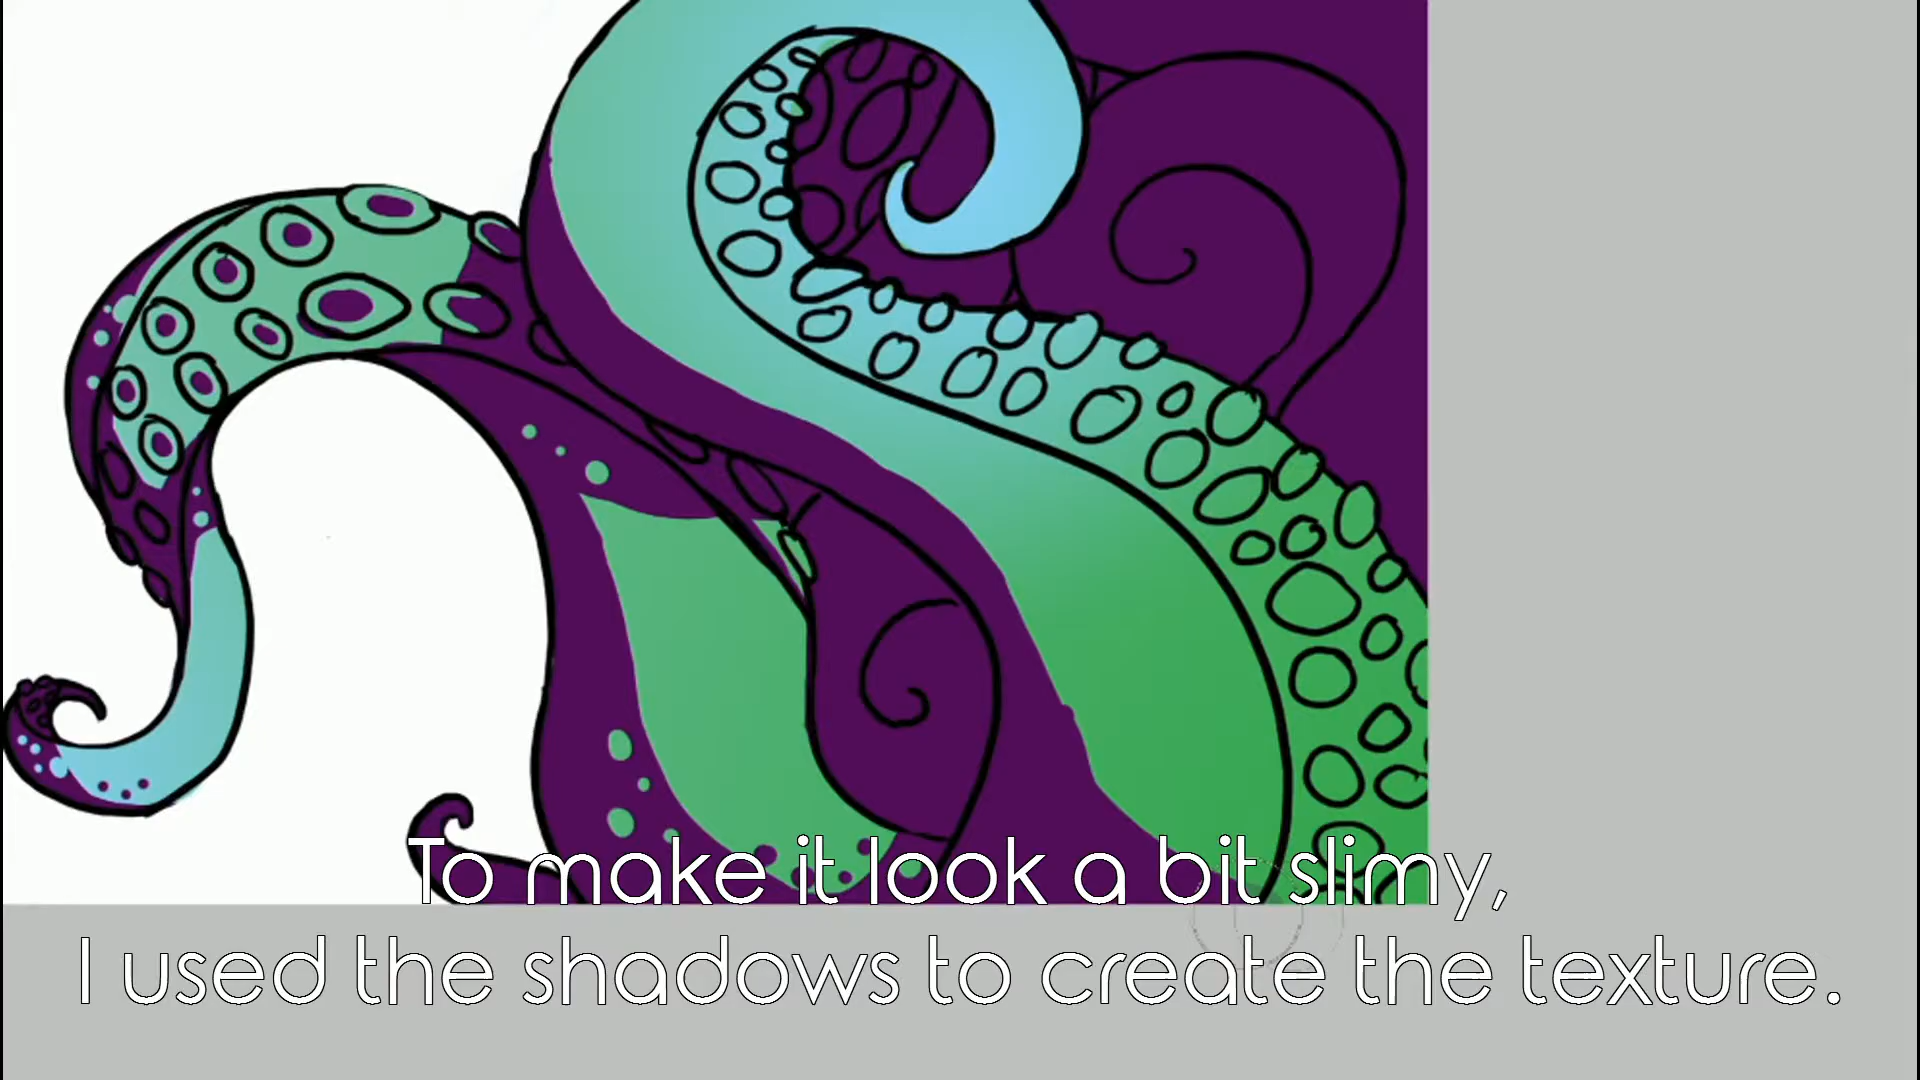 To make it look a bit slimy,
I used the shadows to create the texture.